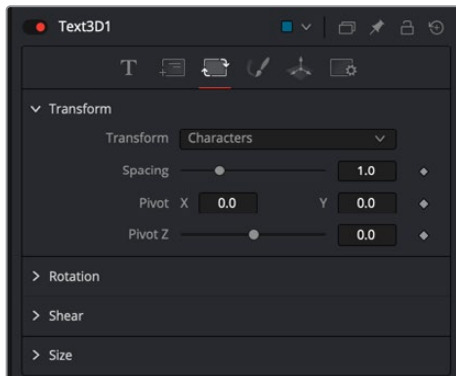 Text3D1
T
Transform
Transform Characters
Spacing 1.0
Pivot X 0.0 Y 0.0
Pivot Z 0.0
Rotation
Shear
Size